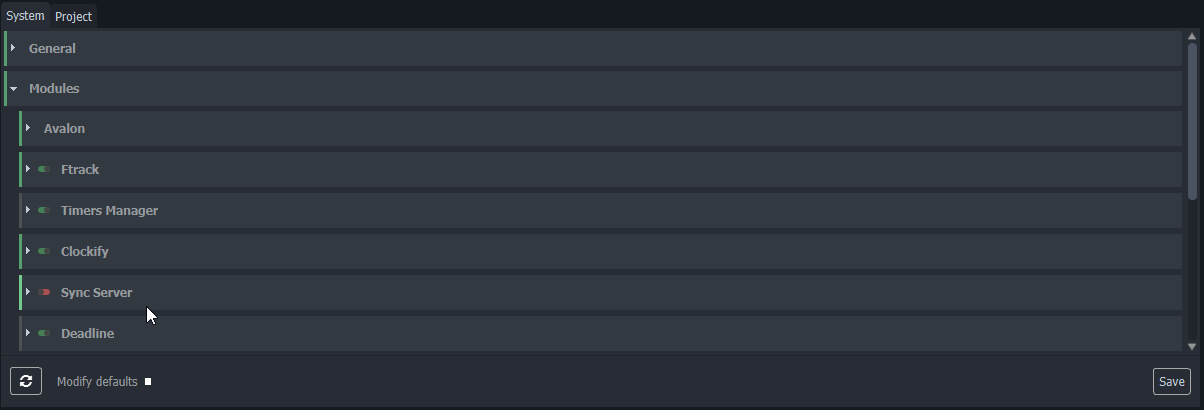 System Project
General
Modules
Avalon
Ftrack
Timers Manager
Clockify
Sync Server
Deadline
Modify defaults Save